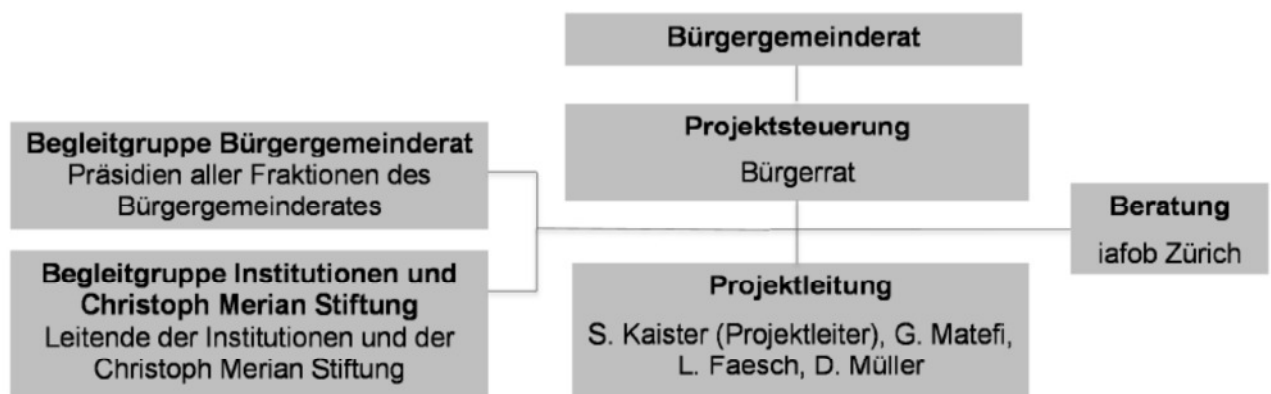 Bürgergemeinderat
Projektsteuerung
Bürgerrat
Begleitgruppe Bürgergemeinderat
Präsidien aller Fraktionen des
Bürgergemeinderates
Begleitgruppe Institutionen und
Christoph Merian Stiftung
Leitende der Institutionen und der
Christoph Merian Stiftung
Beratung
iafob Zürich
Projektleitung
S. Kaister (Projektleiter), G. Matefi,
L. Faesch, D. Müller